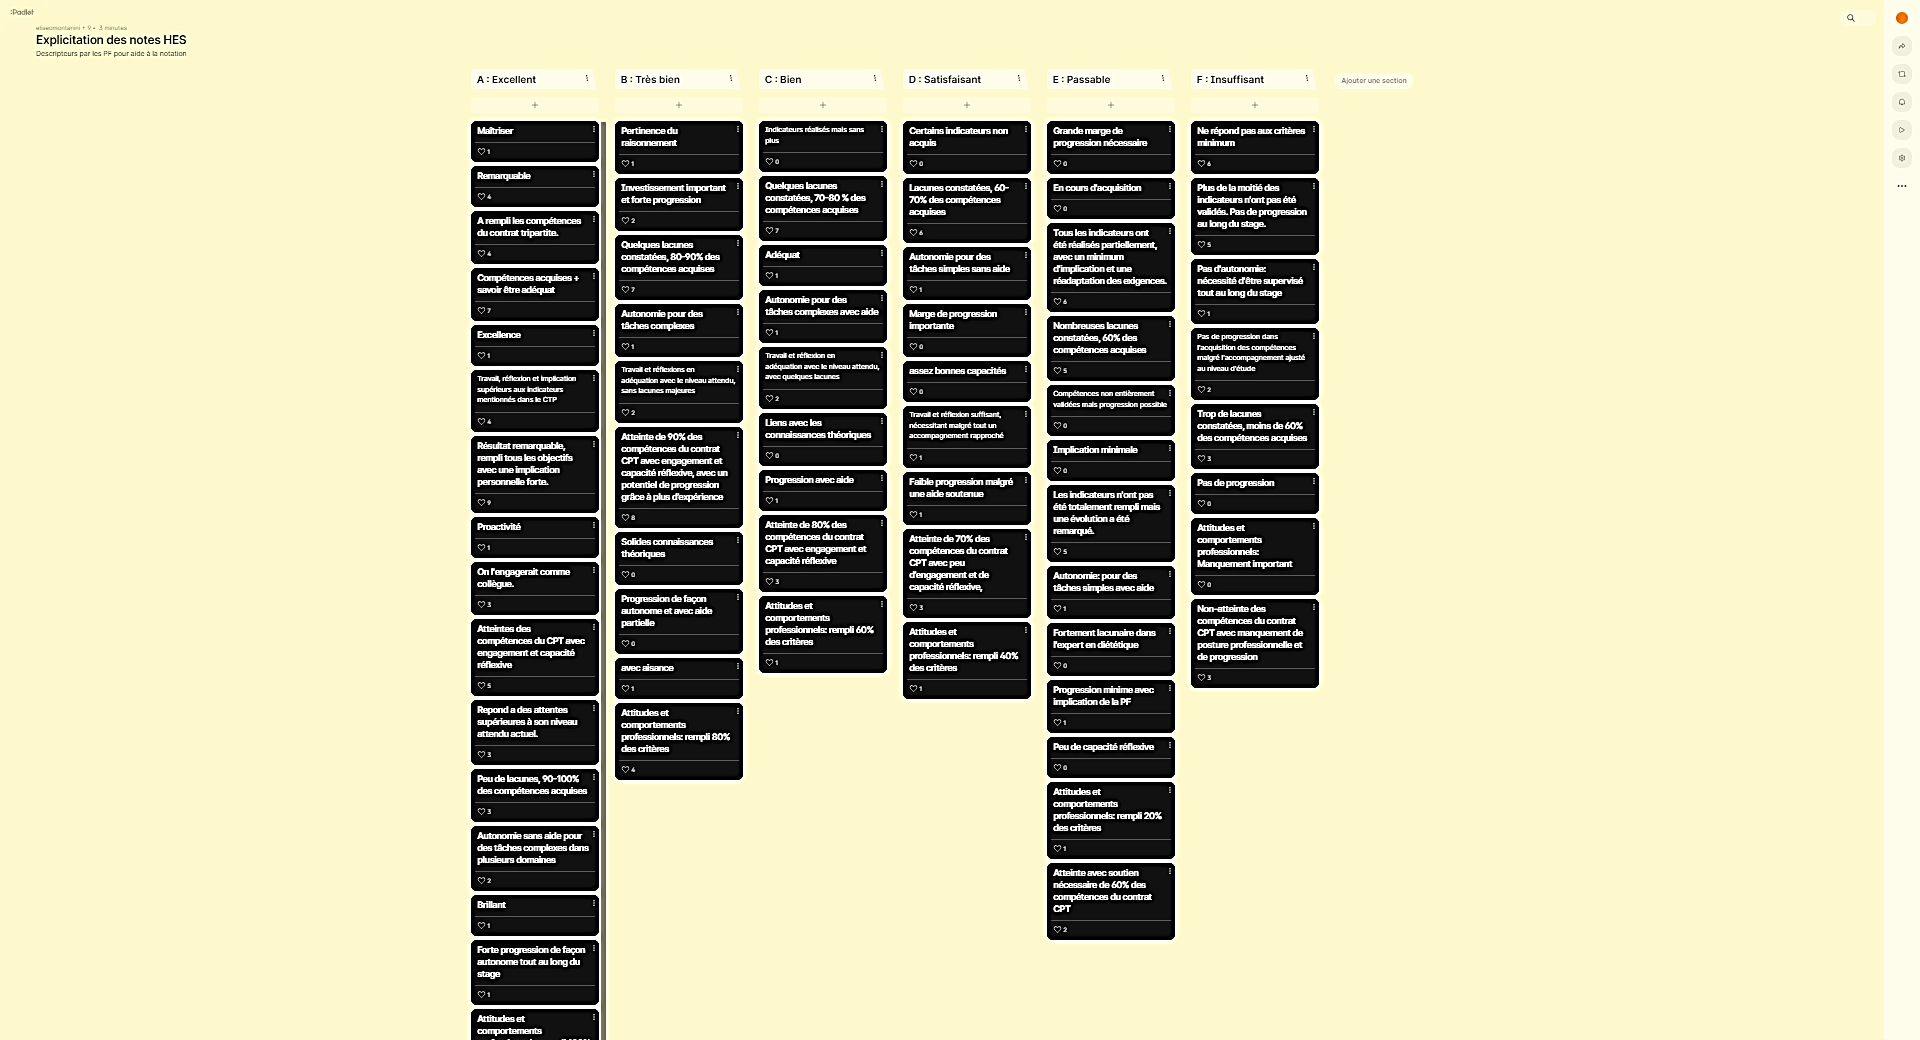 :Padlet
eliseomontanini • 9 • 3 minutes
Explicitation des notes HES
Descripteurs par les PF pour aide à la notation
A : Excellent
Maîtriser
1
Remarquable
4
A rempli les compétences
du contrat tripartite.
4
Compétences acquises +
savoir être adéquat
7
Excellence
1
Travail, réflexion et implication
supérieurs aux indicateurs
mentionnés dans le CTP
4
Résultat remarquable,
rempli tous les objectifs
avec une implication
personnelle forte.
9
Proactivité
1
On l'engagerait comme
collègue.
3
Atteintes des
compétences du CPT avec
engagement et capacité
réflexive
5
Repond a des attentes
supérieures à son niveau
attendu actuel.
3
Peu de lacunes, 90-100%
des compétences acquises
3
Autonomie sans aide pour
des tâches complexes dans
plusieurs domaines
2
Brillant
1
Forte progression de façon
autonome tout au long du
stage
1
Attitudes et
comportements
B : Très bien
Pertinence du
raisonnement
1
Investissement important
et forte progression
2
Quelques lacunes
constatées, 80-90% des
compétences acquises
7
Autonomie pour des
tâches complexes
1
Travail et réflexions en
adéquation avec le niveau attendu,
sans lacunes majeures
2
Atteinte de 90% des
compétences du contrat
CPT avec engagement et
capacité réflexive, avec un
potentiel de progression
grâce à plus d'expérience
8
Solides connaissances
théoriques
0
Progression de façon
autonome et avec aide
partielle
0
avec aisance
1
Attitudes et
comportements
professionnels: rempli 80%
des critères
4
C : Bien
Indicateurs réalisés mais sans
plus
0
Quelques lacunes
constatées, 70-80 % des
compétences acquises
7
Adéquat
1
Autonomie pour des
tâches complexes avec aide
1
Travail et réflexion en
adéquation avec le niveau attendu,
avec quelques lacunes
2
Liens avec les
connaissances théoriques
0
Progression avec aide
1
Atteinte de 80% des
compétences du contrat
CPT avec engagement et
capacité réflexive
3
Attitudes et
comportements
professionnels: rempli 60%
des critères
1
D : Satisfaisant
Certains indicateurs non
acquis
0
Lacunes constatées, 60-
70% des compétences
acquises
6
Autonomie pour des
tâches simples sans aide
1
Marge de progression
importante
0
assez bonnes capacités
0
Travail et réflexion suffisant,
nécessitant malgré tout un
accompagnement rapproché
1
Faible progression malgré
une aide soutenue
1
Atteinte de 70% des
compétences du contrat
CPT avec peu
d'engagement et de
capacité réflexive,
3
Attitudes et
comportements
professionnels: rempli 40%
des critères
1
E : Passable
Grande marge de
progression nécessaire
0
En cours d'acquisition
0
Tous les indicateurs ont
été réalisés partiellement,
avec un minimum
d'implication et une
réadaptation des exigences.
6
Nombreuses lacunes
constatées, 60% des
compétences acquises
5
Compétences non entièrement
validées mais progression possible
0
Implication minimale
0
Les indicateurs n'ont pas
été totalement rempli mais
une évolution a été
remarqué.
5
Autonomie: pour des
tâches simples avec aide
1
Fortement lacunaire dans
l'expert en diététique
0
Progression minime avec
implication de la PF
1
Peu de capacité réflexive
0
Attitudes et
comportements
professionnels: rempli 20%
des critères
1
Atteinte avec soutien
nécessaire de 60% des
compétences du contrat
CPT
2
F : Insuffisant
Ne répond pas aux critères
minimum
6
Plus de la moitié des
indicateurs n'ont pas été
validés. Pas de progression
au long du stage.
5
Pas d'autonomie:
nécessité d'être supervisé
tout au long du stage
1
Pas de progression dans
l'acquisition des compétences
malgré l'accompagnement ajusté
au niveau d'étude
2
Trop de lacunes
constatées, moins de 60%
des compétences acquises
3
Pas de progression
0
Attitudes et
comportements
professionnels:
Manquement important
0
Non-atteinte des
compétences du contrat
CPT avec manquement de
posture professionnelle et
de progression
3
Ajouter une section